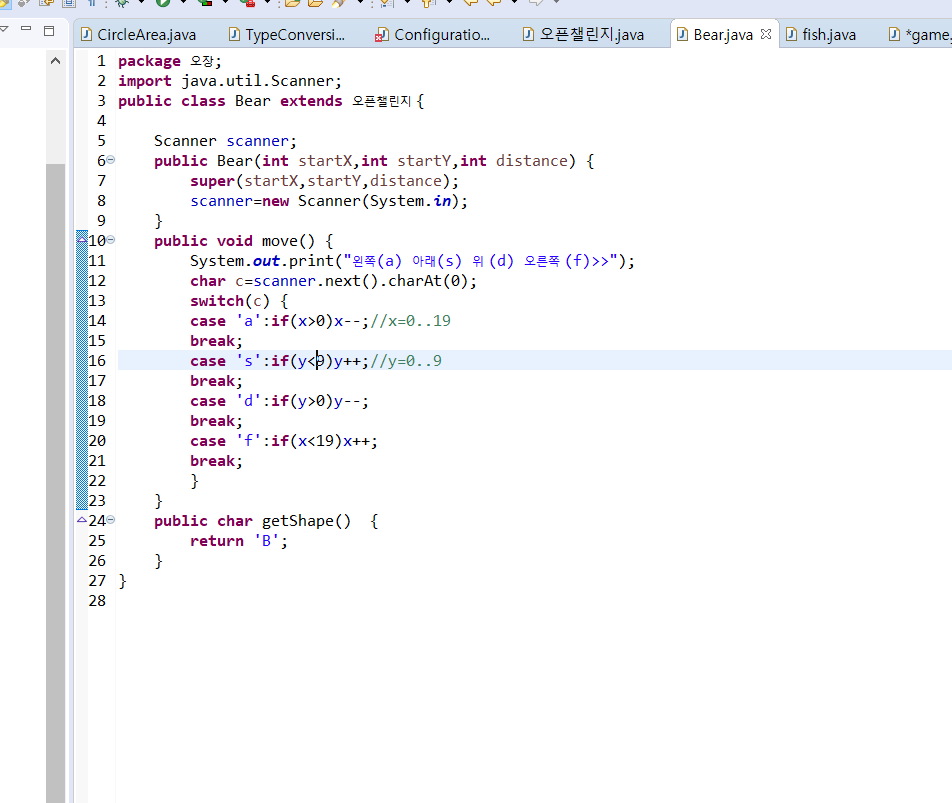 CircleArea.java TypeConversi... Configuratio... 오픈챌린지.java Bear.java fish.java *game.
1 package 오장;
2 import java.util.Scanner;
3 public class Bear extends 오픈챌린지 {
4
5 Scanner scanner;
6 public Bear(int startX,int startY,int distance) {
7 super(startX,startY,distance);
8 scanner=new Scanner(System.in);
9 }
10 public void move() {
11 System.out.print("왼쪽(a) 아래(s) 위(d) 오른쪽(f)>>");
12 char c=scanner.next().charAt(0);
13 switch(c) {
14 case 'a':if(x>0)x--;//x=0..19
15 break;
16 case 's':if(y<9)y++;//y=0..9
17 break;
18 case 'd':if(y>0)y--;
19 break;
20 case 'f':if(x<19)x++;
21 break;
22 }
23 }
24 public char getShape() {
25 return 'B';
26 }
27 }
28